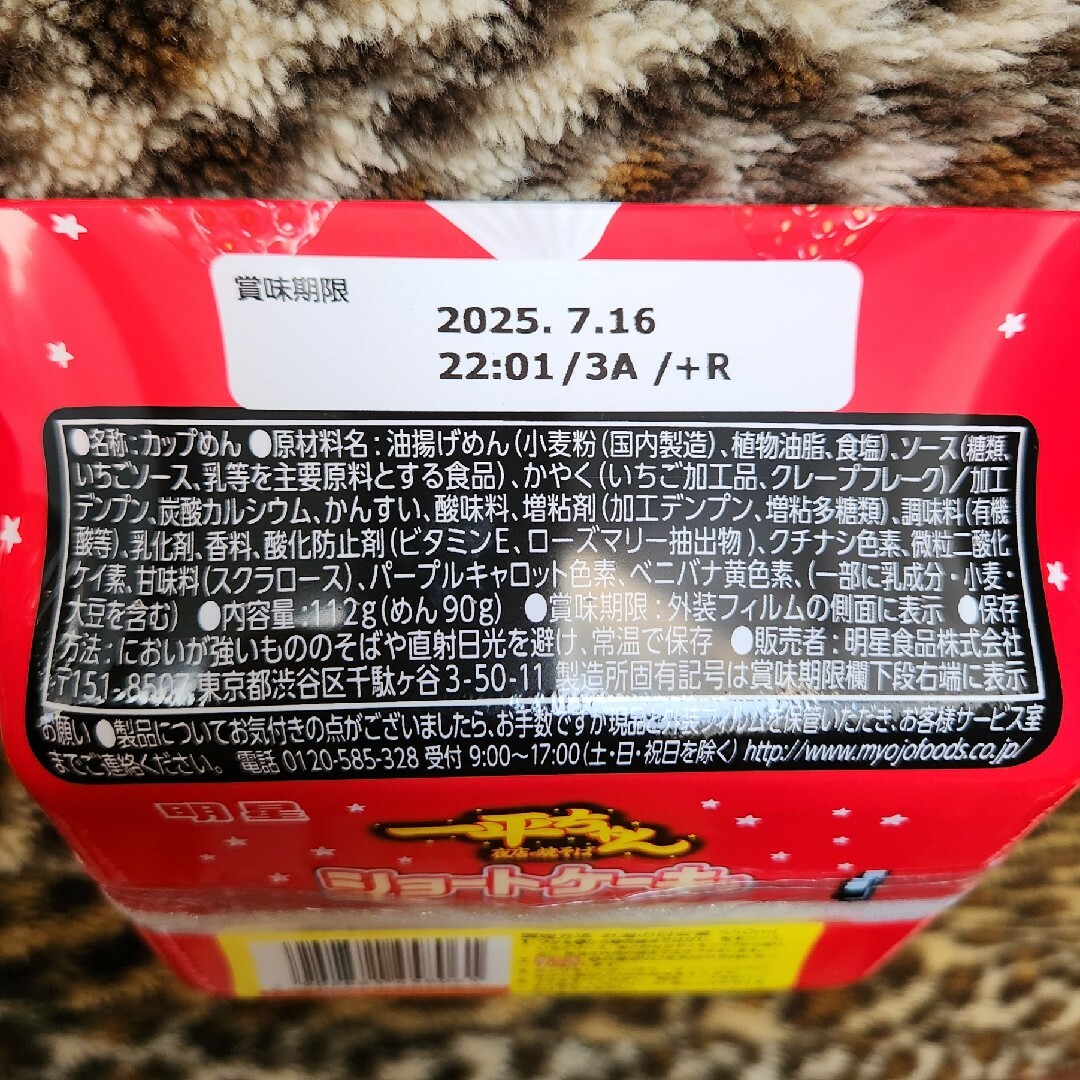 賞味期限
2025. 7.16
22:01/3A /+R
●名称:カップめん ●原材料名:油揚げめん(小麦粉(国内製造)、植物油脂、食塩)、ソース(糖類、
いちごソース、乳等を主要原料とする食品)、かやく(いちご加工品、クレープフレーク)/加工
デンプン、炭酸カルシウム、かんすい、酸味料、増粘剤(加工デンプン、増粘多糖類)、調味料(有機
酸等)、乳化剤、香料、酸化防止剤(ビタミンE、ローズマリー抽出物)、クチナシ色素、微粒二酸化
ケイ素、甘味料(スクラロース)、パープルキャロット色素、ベニバナ黄色素、(一部に乳成分・小麦・
大豆を含む) ●内容量:112g(めん90g) ●賞味期限:外装フィルムの側面に表示 ●保存
方法:においが強いもののそばや直射日光を避け、常温で保存 ●販売者:明星食品株式会社
〒151-8507 東京都渋谷区千駄ヶ谷3-50-11 製造所固有記号は賞味期限欄下段右端に表示
お願い ●製品についてお気付きの点がございましたら、お手数ですが現品と外装フィルムを保管いただき、お客様サービス室
までご連絡ください。 電話 0120-585-328 受付 9:00~17:00(土・日・祝日を除く) http://www.myojofoods.co.jp/
明星
一平ちゃん
夜店の焼そば
ショートケーキ